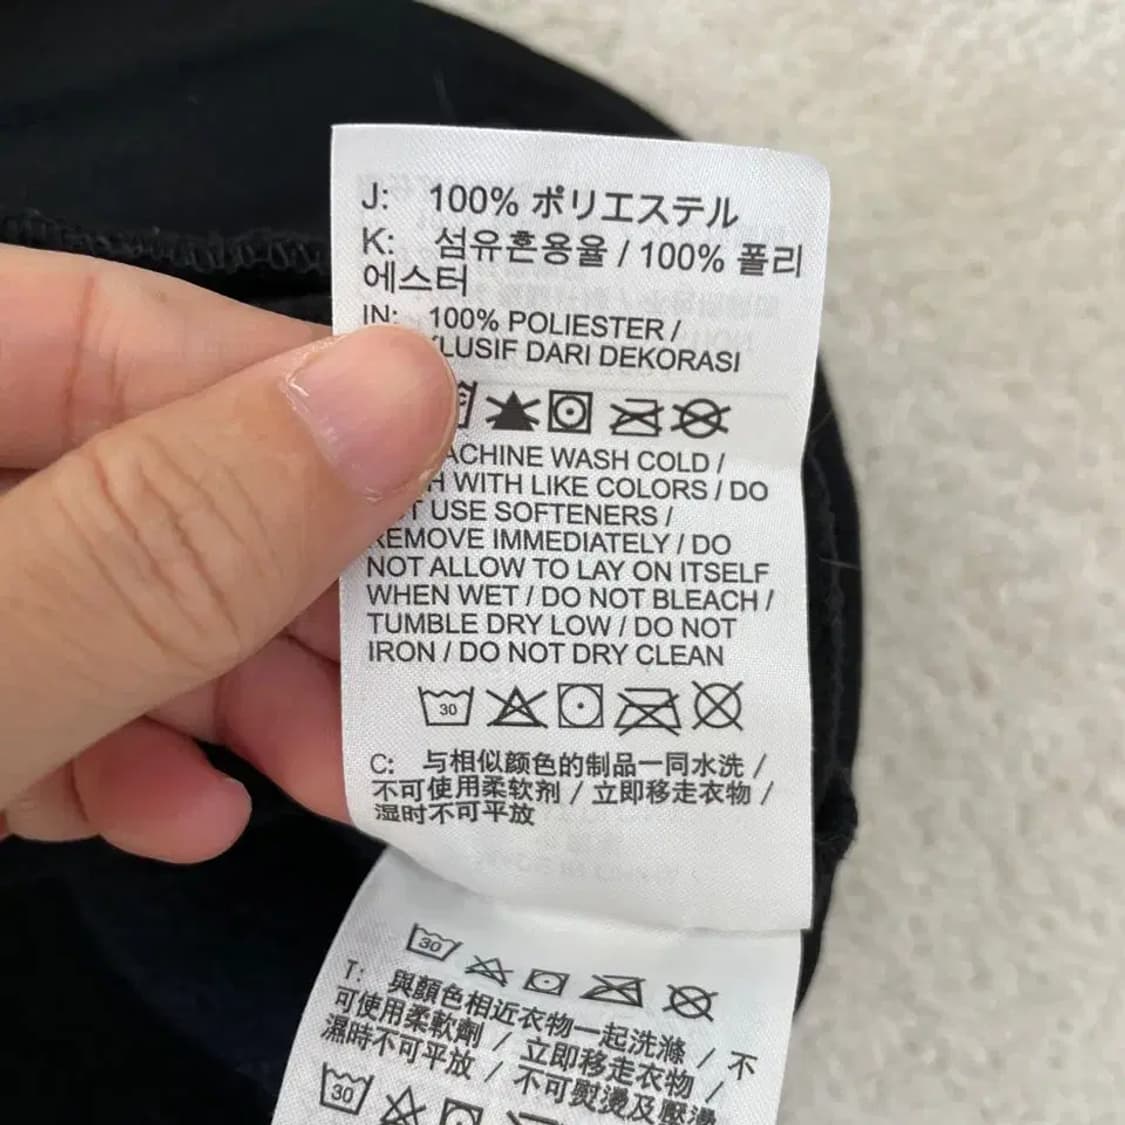 J: 100% ポリエステル
K: 섬유혼용율 / 100% 폴리
에스터
IN: 100% POLIESTER /
LUSIF DARI DEKORASI
ACHINE WASH COLD /
H WITH LIKE COLORS / DO
T USE SOFTENERS /
REMOVE IMMEDIATELY / DO
NOT ALLOW TO LAY ON ITSELF
WHEN WET / DO NOT BLEACH /
TUMBLE DRY LOW / DO NOT
IRON / DO NOT DRY CLEAN
30
C: 与相似颜色的制品一同水洗 /
不可使用柔软剂 / 立即移走衣物 /
湿时不可平放
30
T: 與顏色相近衣物一起洗滌 / 不
可使用柔軟劑 / 立即移走衣物 /
濕時不可平放 / 不可熨燙及壓燙
30